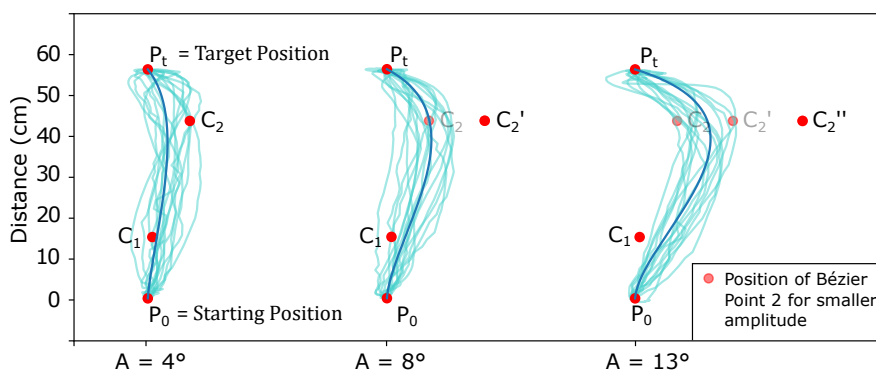 60
50
40
30
20
10
0
Distance (cm)
Pt = Target Position
C2
C1
P0 = Starting Position
A = 4°
Pt
C2
C2'
C1
P0
A = 8°
Pt
C2
C2'
C2''
C1
P0
A = 13°
Position of Bézier
Point 2 for smaller
amplitude